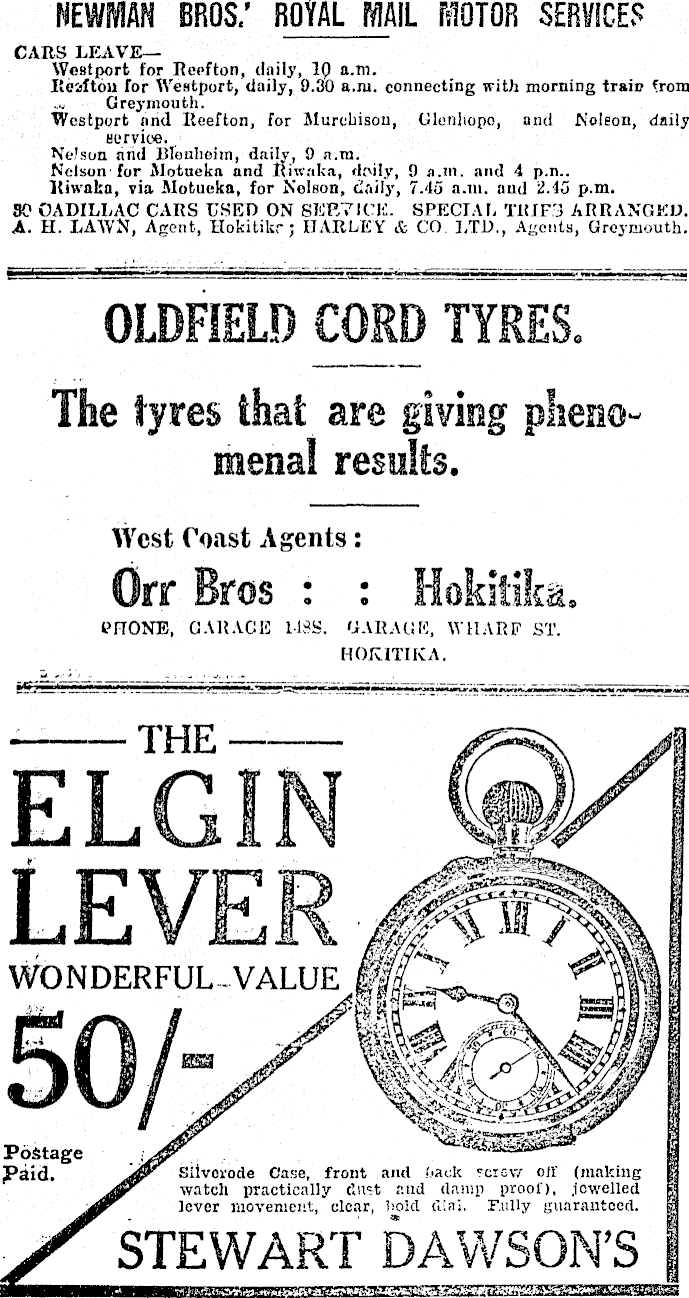 NEWMAN BROS.' ROYAL MAIL MOTOR SERVICES
CARS LEAVE—
Westport for Reefton, daily, 10 a.m.
Reefton for Westport, daily, 9.30 a.m. connecting with morning train from
Greymouth.
Westport and Reefton, for Murchison, Glenhope, and Nelson, daily
service.
Nelson and Blenheim, daily, 9 a.m.
Nelson for Motueka and Riwaka, daily, 9 a.m. and 4 p.m.
Riwaka, via Motueka, for Nelson, daily, 7.45 a.m. and 2.45 p.m.
30 CADILLAC CARS USED ON SERVICE. SPECIAL TRIPS ARRANGED.
A. H. LAWN, Agent, Hokitika; HARLEY & CO. LTD., Agents, Greymouth.
OLDFIELD CORD TYRES.
The tyres that are giving pheno-
menal results.
West Coast Agents:
Orr Bros : : Hokitika.
PHONE, GARAGE 148S. GARAGE, WHARF ST.
HOKITIKA.
THE
ELGIN
LEVER
WONDERFUL VALUE
50/-
Postage
Paid.
Silverode Case, front and back screw off (making
watch practically dust and damp proof), jewelled
lever movement, clear, bold dial. Fully guaranteed.
STEWART DAWSON'S